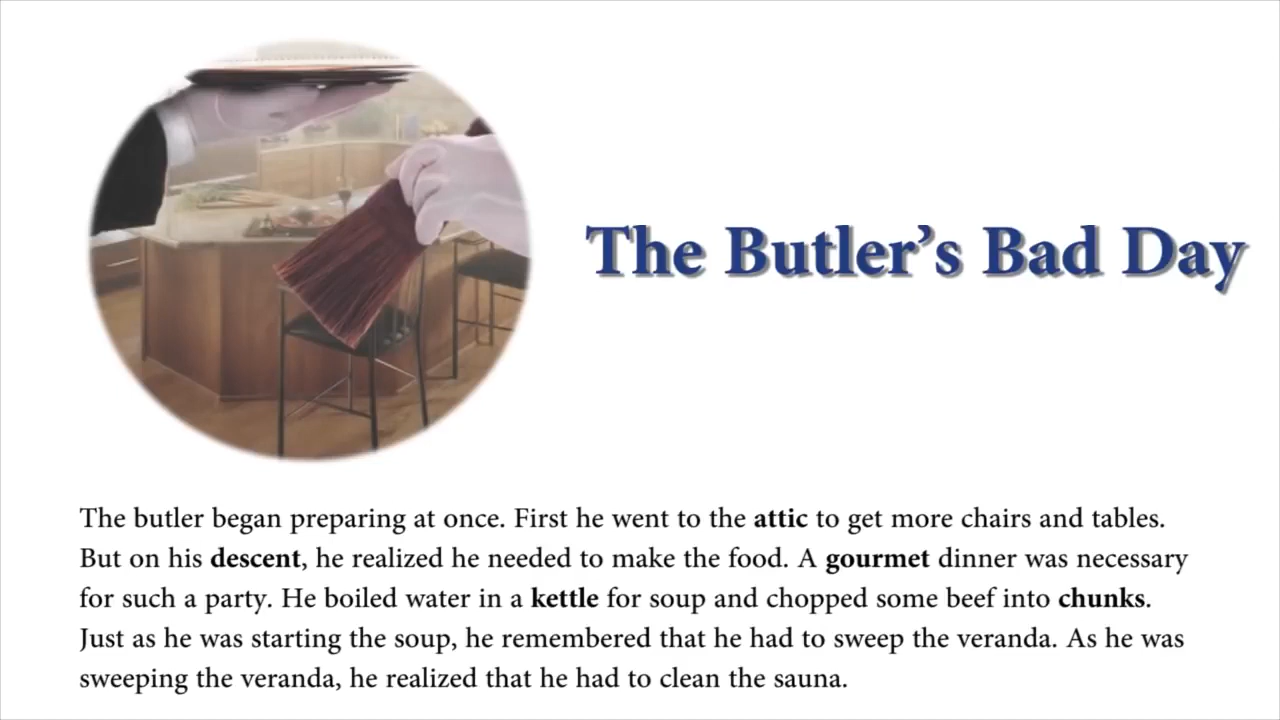 The Butler’s Bad Day
The butler began preparing at once. First he went to the attic to get more chairs and tables.
But on his descent, he realized he needed to make the food. A gourmet dinner was necessary
for such a party. He boiled water in a kettle for soup and chopped some beef into chunks.
Just as he was starting the soup, he remembered that he had to sweep the veranda. As he was
sweeping the veranda, he realized that he had to clean the sauna.